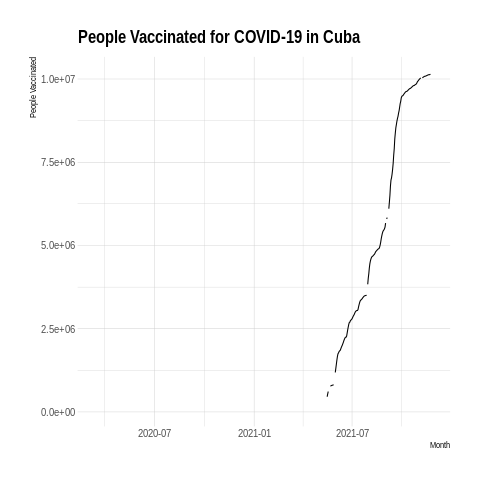 People Vaccinated for COVID-19 in Cuba
People Vaccinated
1.0e+07
7.5e+06
5.0e+06
2.5e+06
0.0e+00
2020-07
2021-01
2021-07
Month